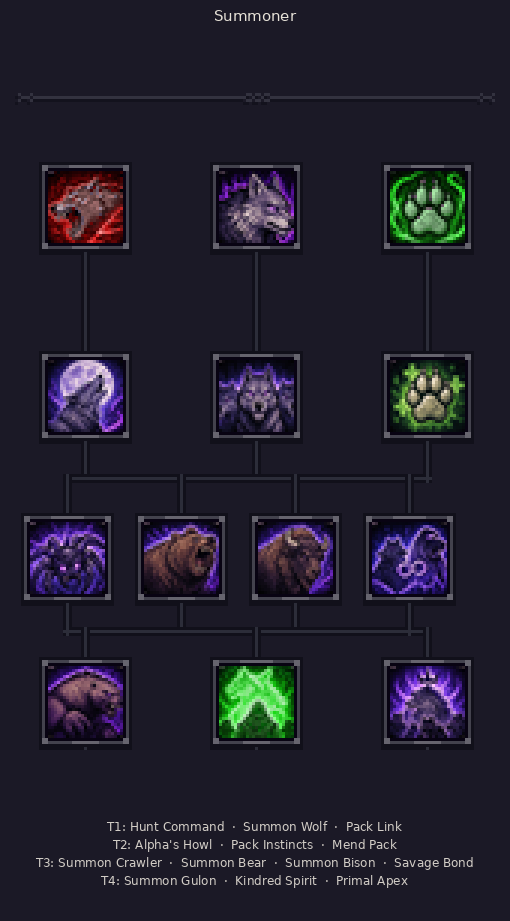 Summoner
T1: Hunt Command · Summon Wolf · Pack Link
T2: Alpha's Howl · Pack Instincts · Mend Pack
T3: Summon Crawler · Summon Bear · Summon Bison · Savage Bond
T4: Summon Gulon · Kindred Spirit · Primal Apex